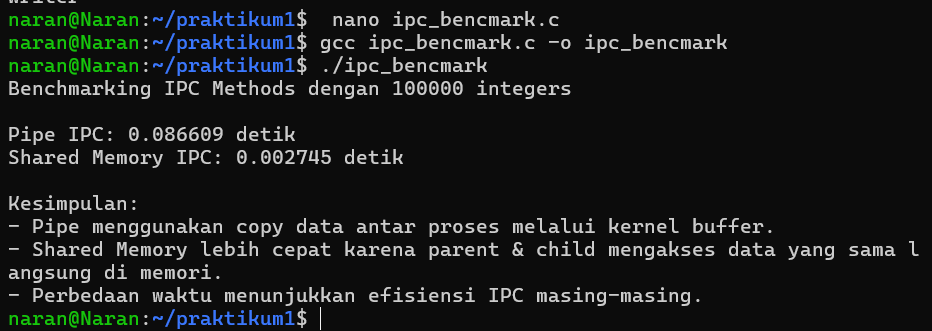 writer
naran@Naran:~/praktikum1$  nano ipc_bencmark.c
naran@Naran:~/praktikum1$ gcc ipc_bencmark.c -o ipc_bencmark
naran@Naran:~/praktikum1$ ./ipc_bencmark
Benchmarking IPC Methods dengan 100000 integers
Pipe IPC: 0.086609 detik
Shared Memory IPC: 0.002745 detik
Kesimpulan:
- Pipe menggunakan copy data antar proses melalui kernel buffer.
- Shared Memory lebih cepat karena parent & child mengakses data yang sama l
angsung di memori.
- Perbedaan waktu menunjukkan efisiensi IPC masing-masing.
naran@Naran:~/praktikum1$